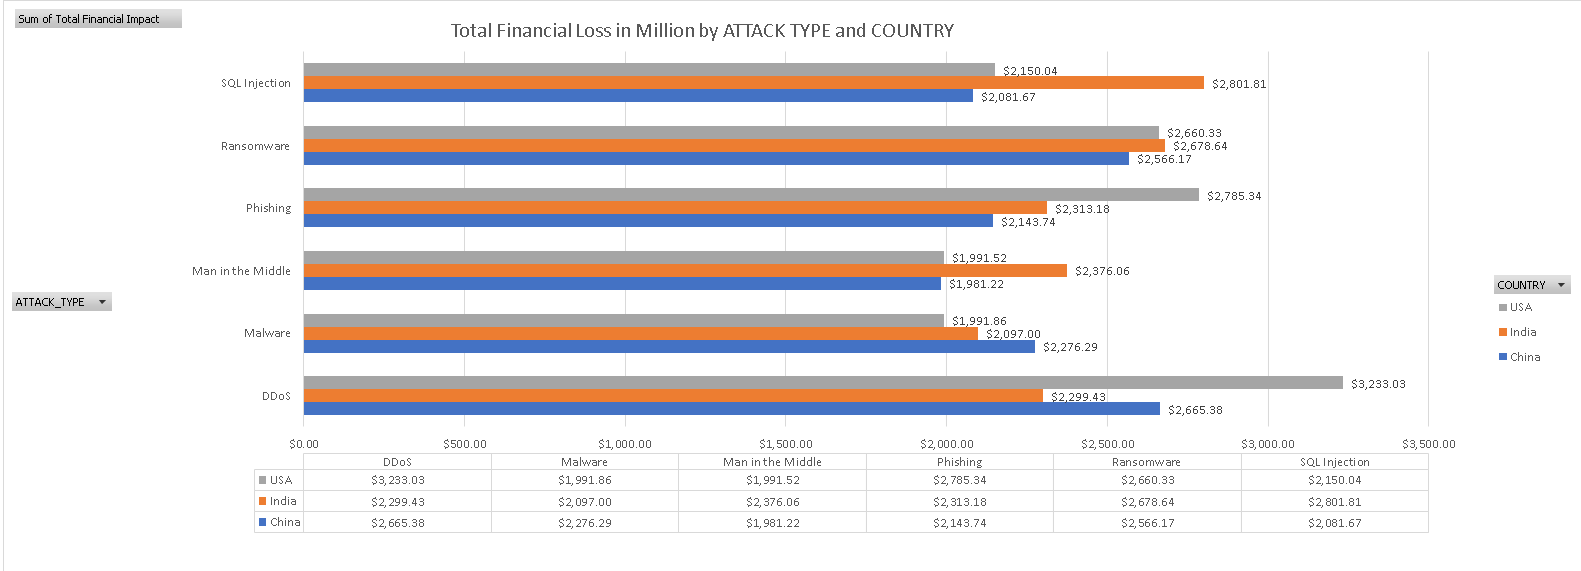 Sum of Total Financial Impact
Total Financial Loss in Million by ATTACK TYPE and COUNTRY
SQL Injection
$2,150.04
$2,801.81
$2,081.67
Ransomware
$2,660.33
$2,678.64
$2,566.17
Phishing
$2,785.34
$2,313.18
$2,143.74
Man in the Middle
$1,991.52
$2,376.06
$1,981.22
Malware
$1,991.86
$2,097.00
$2,276.29
DDoS
$3,233.03
$2,299.43
$2,665.38
ATTACK_TYPE
COUNTRY
USA
India
China
$0.00 $500.00 $1,000.00 $1,500.00 $2,000.00 $2,500.00 $3,000.00 $3,500.00
DDoS Malware Man in the Middle Phishing Ransomware SQL Injection
USA $3,233.03 $1,991.86 $1,991.52 $2,785.34 $2,660.33 $2,150.04
India $2,299.43 $2,097.00 $2,376.06 $2,313.18 $2,678.64 $2,801.81
China $2,665.38 $2,276.29 $1,981.22 $2,143.74 $2,566.17 $2,081.67